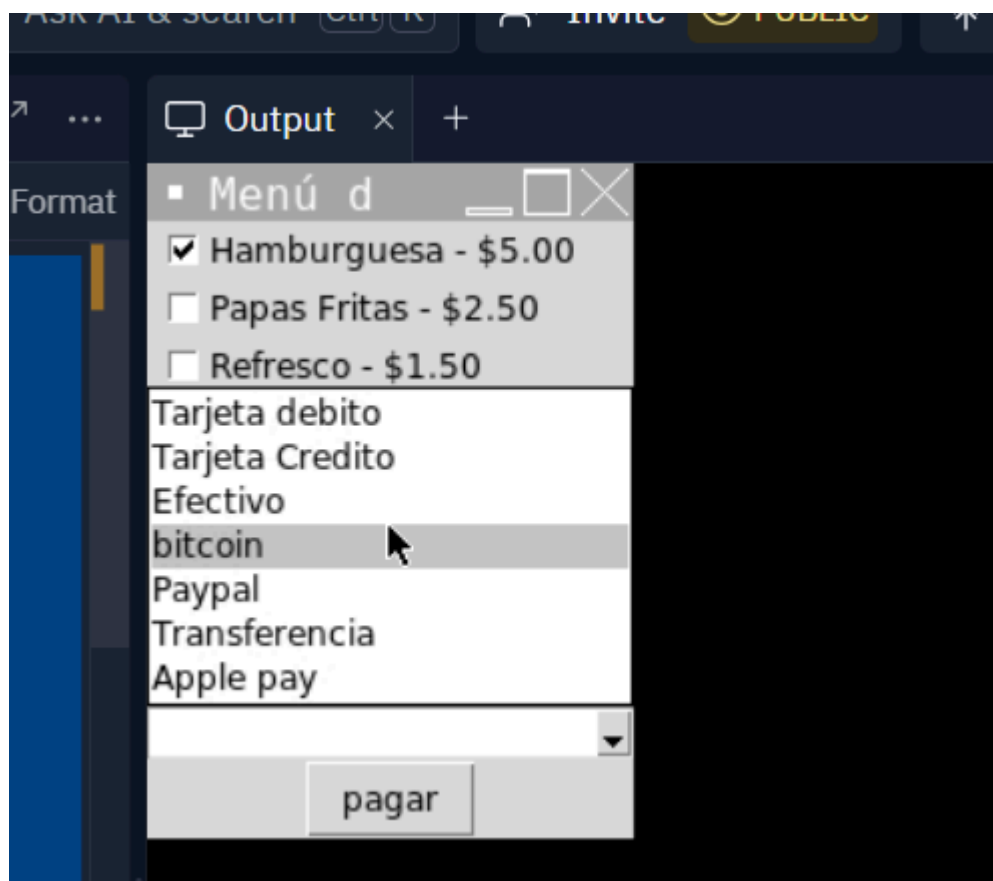 Ask AI & search Ctrl K Invite PUBLIC
Output
Format
Menú d
Hamburguesa - $5.00
Papas Fritas - $2.50
Refresco - $1.50
Tarjeta debito
Tarjeta Credito
Efectivo
bitcoin
Paypal
Transferencia
Apple pay
pagar